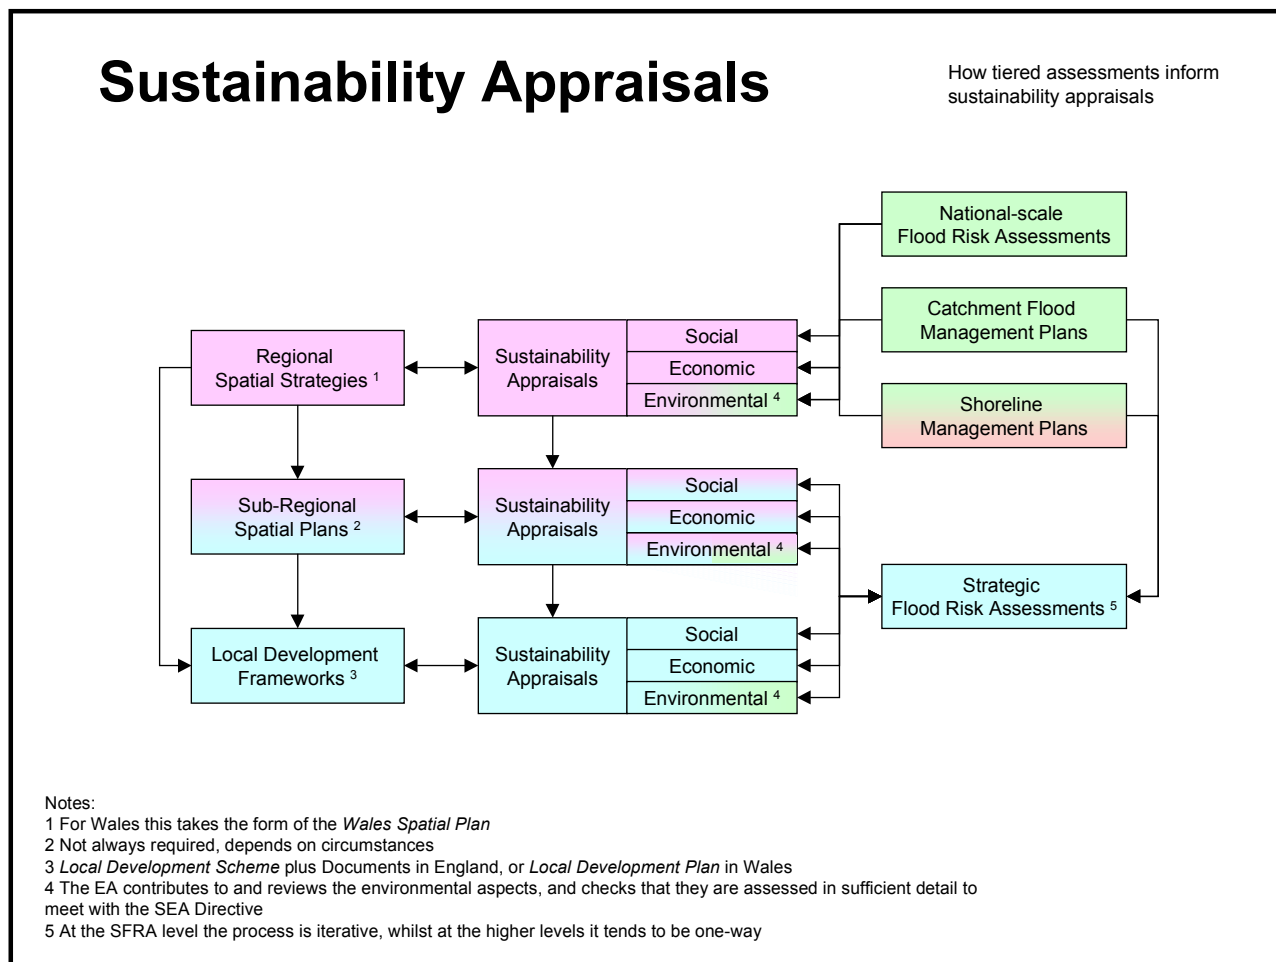 Sustainability Appraisals
How tiered assessments inform
sustainability appraisals
National-scale
Flood Risk Assessments
Catchment Flood
Management Plans
Shoreline
Management Plans
Regional
Spatial Strategies 1
Sustainability
Appraisals
Social
Economic
Environmental 4
Sub-Regional
Spatial Plans 2
Sustainability
Appraisals
Social
Economic
Environmental 4
Strategic
Flood Risk Assessments 5
Local Development
Frameworks 3
Sustainability
Appraisals
Social
Economic
Environmental 4
Notes:
1 For Wales this takes the form of the Wales Spatial Plan
2 Not always required, depends on circumstances
3 Local Development Scheme plus Documents in England, or Local Development Plan in Wales
4 The EA contributes to and reviews the environmental aspects, and checks that they are assessed in sufficient detail to
meet with the SEA Directive
5 At the SFRA level the process is iterative, whilst at the higher levels it tends to be one-way